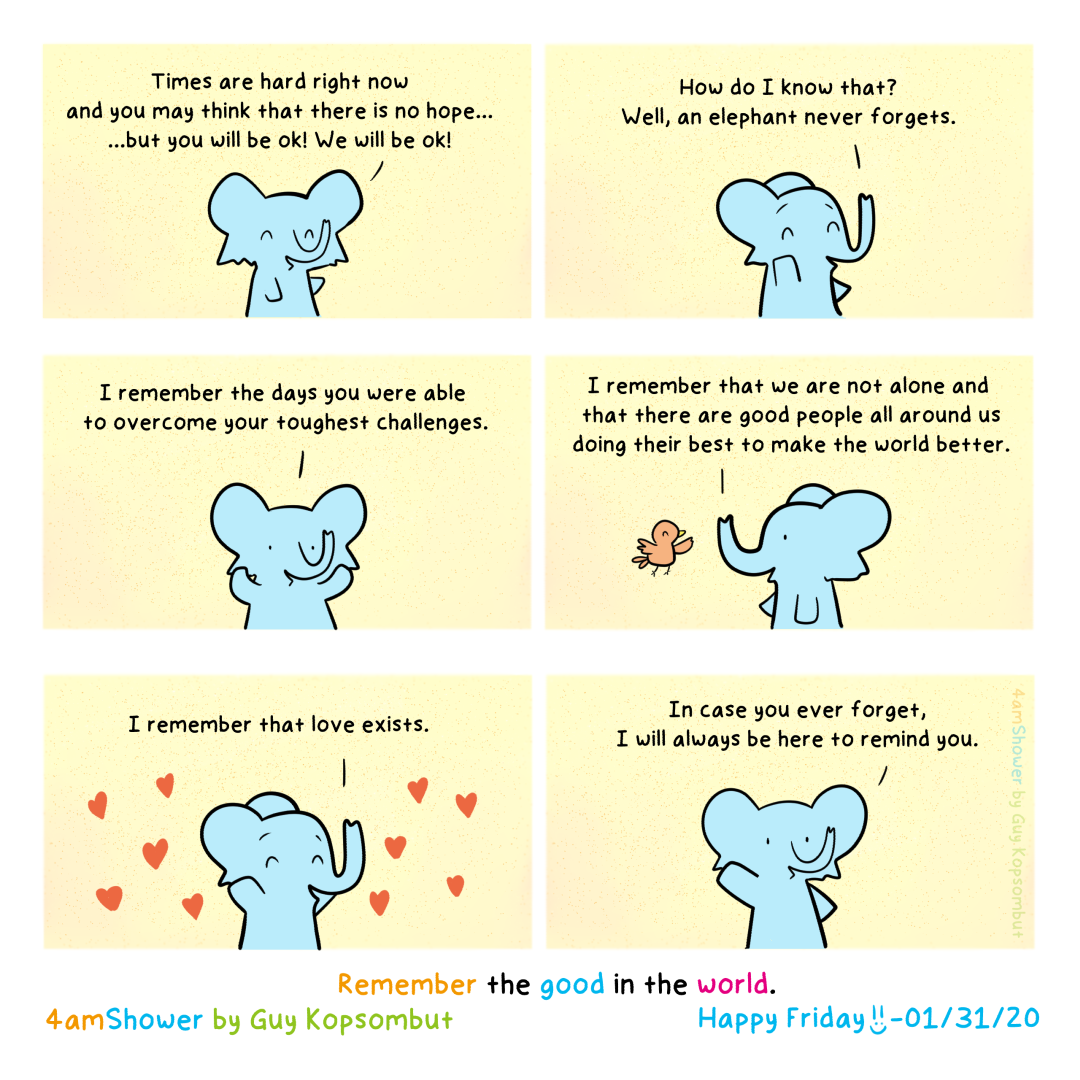 Times are hard right now
and you may think that there is no hope...
...but you will be ok! We will be ok!
How do I know that?
Well, an elephant never forgets.
I remember the days you were able
to overcome your toughest challenges.
I remember that we are not alone and
that there are good people all around us
doing their best to make the world better.
I remember that love exists.
In case you ever forget,
I will always be here to remind you.
4amShower by Guy Kopsombut
Remember the good in the world.
4amShower by Guy Kopsombut
Happy Friday!!-01/31/20